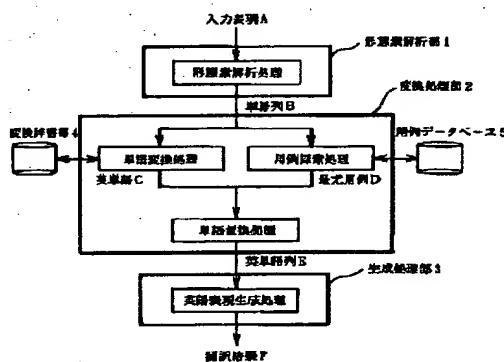 入力表現A
形態素解析部1
形態素解析処理
単語列B
変換処理部2
変換辞書部4
用例データベース5
単語変換処理
用例探索処理
英単語C
最尤用例D
単語置換処理
英単語列E
生成処理部3
英語表現生成処理
翻訳結果F